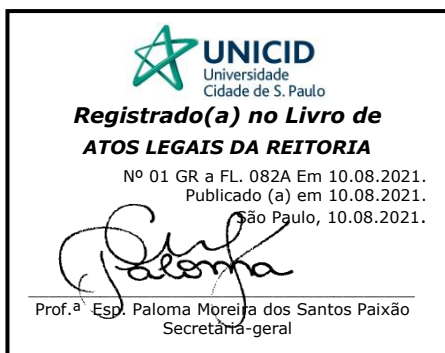 UNICID
Universidade
Cidade de S. Paulo
Registrado(a) no Livro de
ATOS LEGAIS DA REITORIA
Nº 01 GR a FL. 082A Em 10.08.2021.
Publicado (a) em 10.08.2021.
São Paulo, 10.08.2021.
Paloma
Prof.ª Esp. Paloma Moreira dos Santos Paixão
Secretária-geral